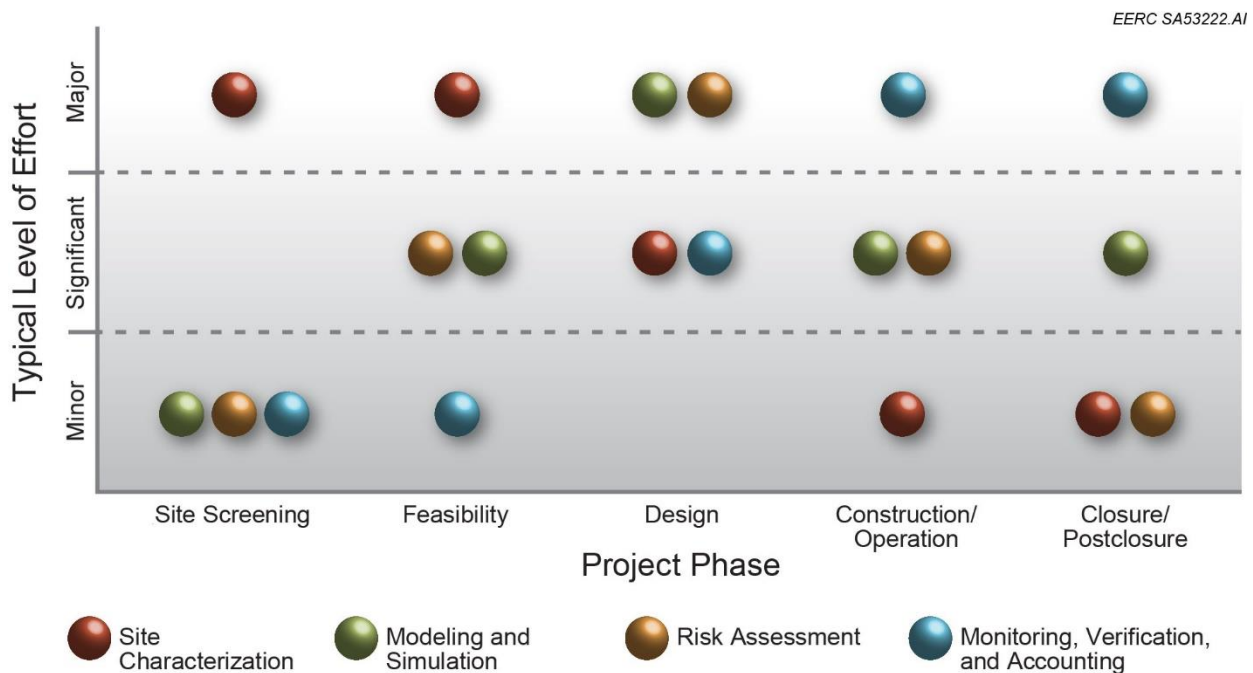 EERC SA53222.AI
Typical Level of Effort
Major
Significant
Minor
Site Screening
Feasibility
Design
Construction/
Operation
Closure/
Postclosure
Project Phase
Site
Characterization
Modeling and
Simulation
Risk Assessment
Monitoring, Verification,
and Accounting